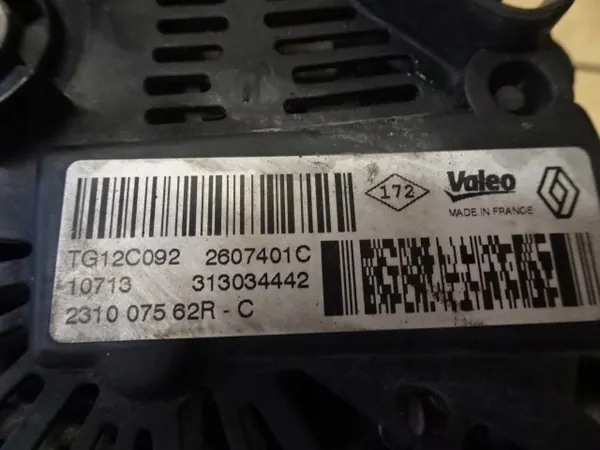 172
Valeo
MADE IN FRANCE
TG12C092 2607401C
10713 313034442
2310 075 62R - C